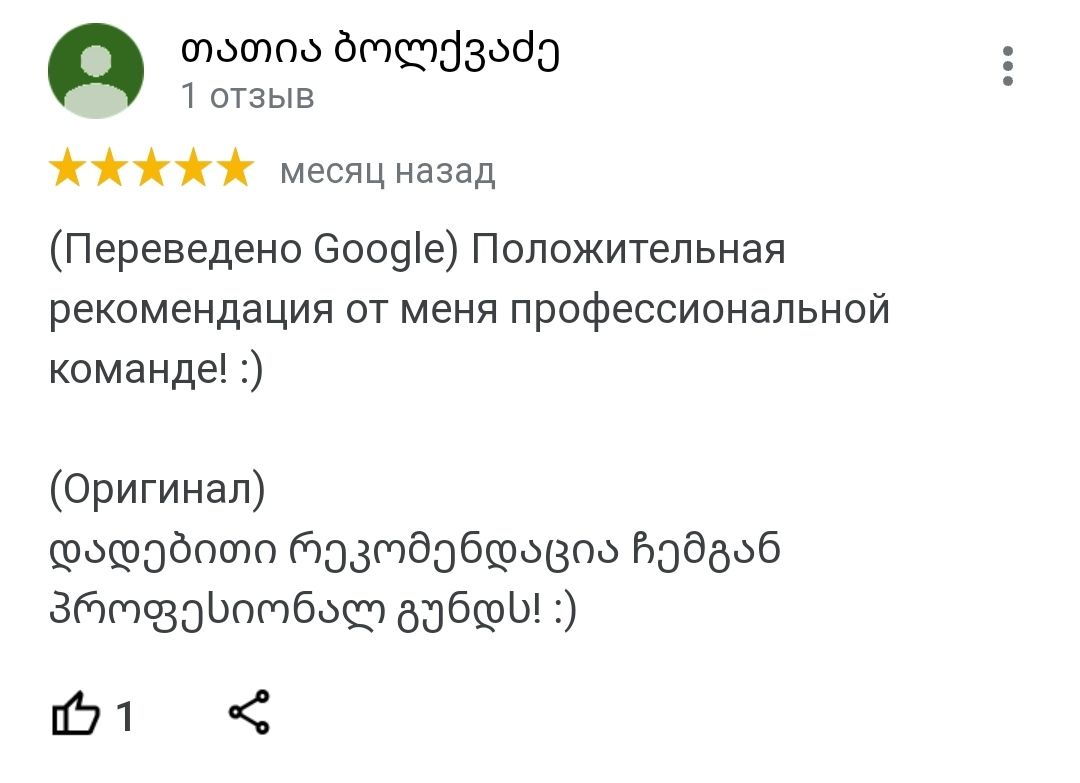 თათია ბოლქვაძე
1 отзыв
месяц назад
(Переведено Google) Положительная
рекомендация от меня профессиональной
команде! :)
(Оригинал)
დადებითი რეკომენდაცია ჩემგან
პროფესიონალ გუნდს! :)
1